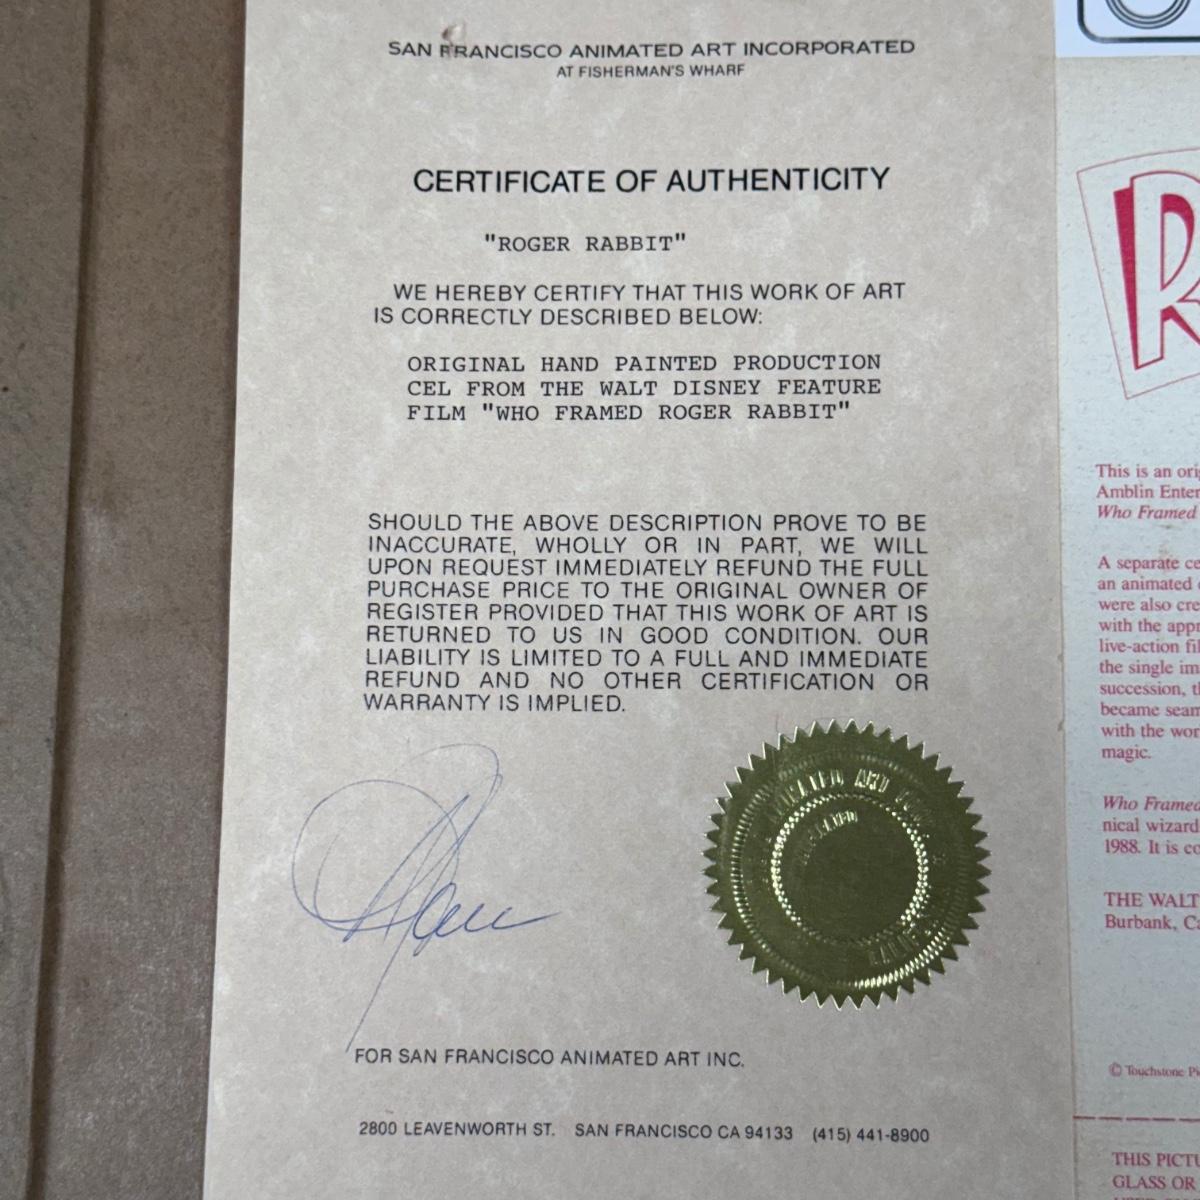 SAN FRANCISCO ANIMATED ART INCORPORATED
AT FISHERMAN'S WHARF
CERTIFICATE OF AUTHENTICITY
"ROGER RABBIT"
WE HEREBY CERTIFY THAT THIS WORK OF ART
IS CORRECTLY DESCRIBED BELOW:
ORIGINAL HAND PAINTED PRODUCTION
CEL FROM THE WALT DISNEY FEATURE
FILM "WHO FRAMED ROGER RABBIT"
SHOULD THE ABOVE DESCRIPTION PROVE TO BE
INACCURATE, WHOLLY OR IN PART, WE WILL
UPON REQUEST IMMEDIATELY REFUND THE FULL
PURCHASE PRICE TO THE ORIGINAL OWNER OF
REGISTER PROVIDED THAT THIS WORK OF ART IS
RETURNED TO US IN GOOD CONDITION. OUR
LIABILITY IS LIMITED TO A FULL AND IMMEDIATE
REFUND AND NO OTHER CERTIFICATION OR
WARRANTY IS IMPLIED.
ART
FOR SAN FRANCISCO ANIMATED ART INC.
2800 LEAVENWORTH ST. SAN FRANCISCO CA 94133 (415) 441-8900
R
This is an ori
Amblin Enter
Who Framed
A separate ce
an animated
were also cre
with the appr
live-action fi
the single im
succession, t
became seam
with the wor
magic.
Who Framed
nical wizard
1988. It is co
THE WALT
Burbank, Ca
© Touchstone Pi
THIS PICTU
GLASS OR